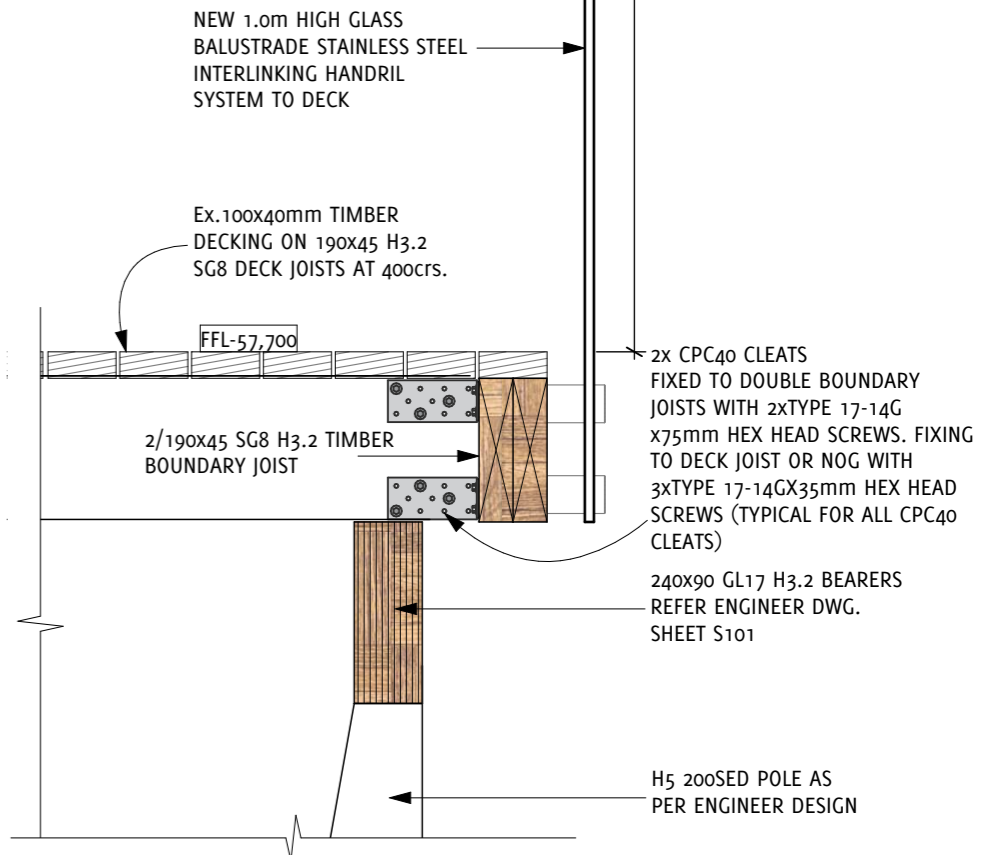 NEW 1.0m HIGH GLASS
BALUSTRADE STAINLESS STEEL
INTERLINKING HANDRIL
SYSTEM TO DECK
Ex.100x40mm TIMBER
DECKING ON 190x45 H3.2
SG8 DECK JOISTS AT 400crs.
FFL-57,700
2/190x45 SG8 H3.2 TIMBER
BOUNDARY JOIST
2x CPC40 CLEATS
FIXED TO DOUBLE BOUNDARY
JOISTS WITH 2xTYPE 17-14G
x75mm HEX HEAD SCREWS. FIXING
TO DECK JOIST OR NOG WITH
3xTYPE 17-14GX35mm HEX HEAD
SCREWS (TYPICAL FOR ALL CPC40
CLEATS)
240x90 GL17 H3.2 BEARERS
REFER ENGINEER DWG.
SHEET S101
H5 200SED POLE AS
PER ENGINEER DESIGN